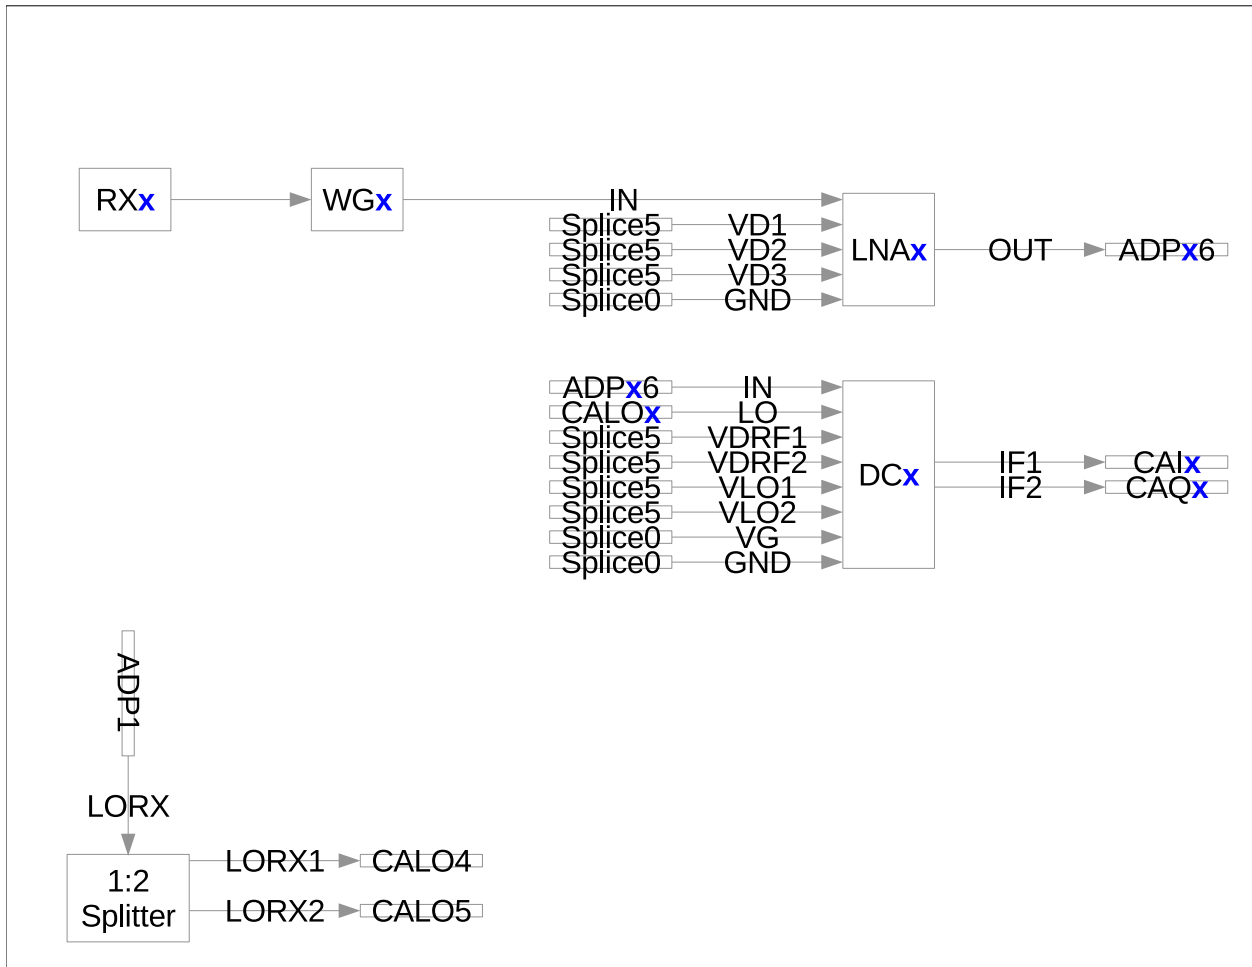 RXx
WGx
IN
Splice5 VD1
Splice5 VD2
Splice5 VD3
Splice0 GND
LNAx
OUT
ADPx6
ADPx6 IN
CALOx LO
Splice5 VDRF1
Splice5 VDRF2
Splice5 VLO1
Splice5 VLO2
Splice0 VG
Splice0 GND
DCx
IF1 CAIx
IF2 CAQx
ADP1
LORX
1:2
Splitter
LORX1 CALO4
LORX2 CALO5